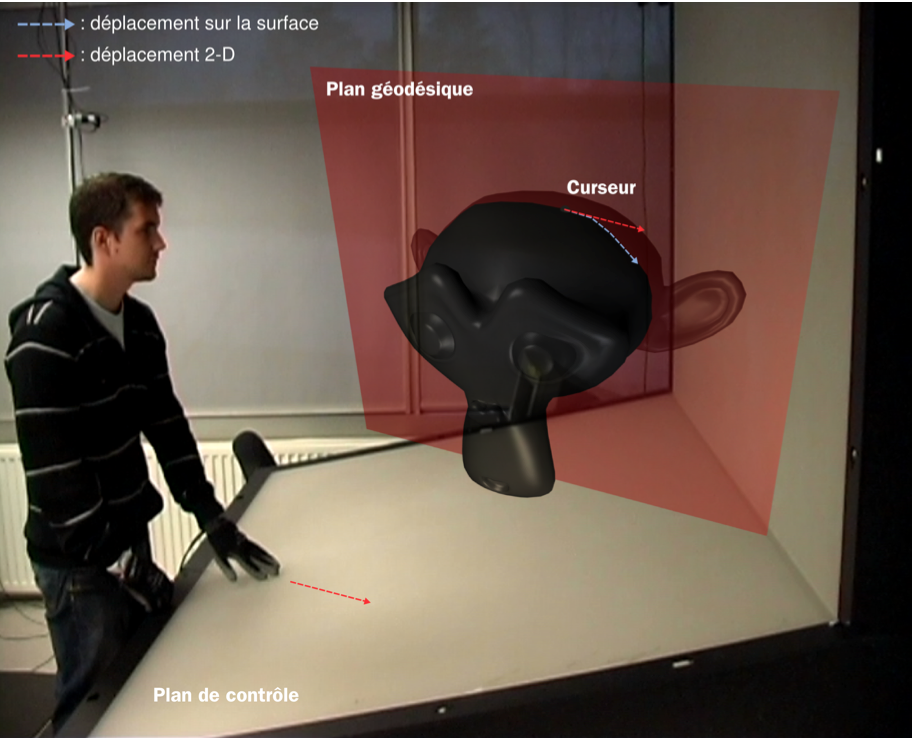 : déplacement sur la surface
: déplacement 2-D
Plan géodésique
Curseur
Plan de contrôle